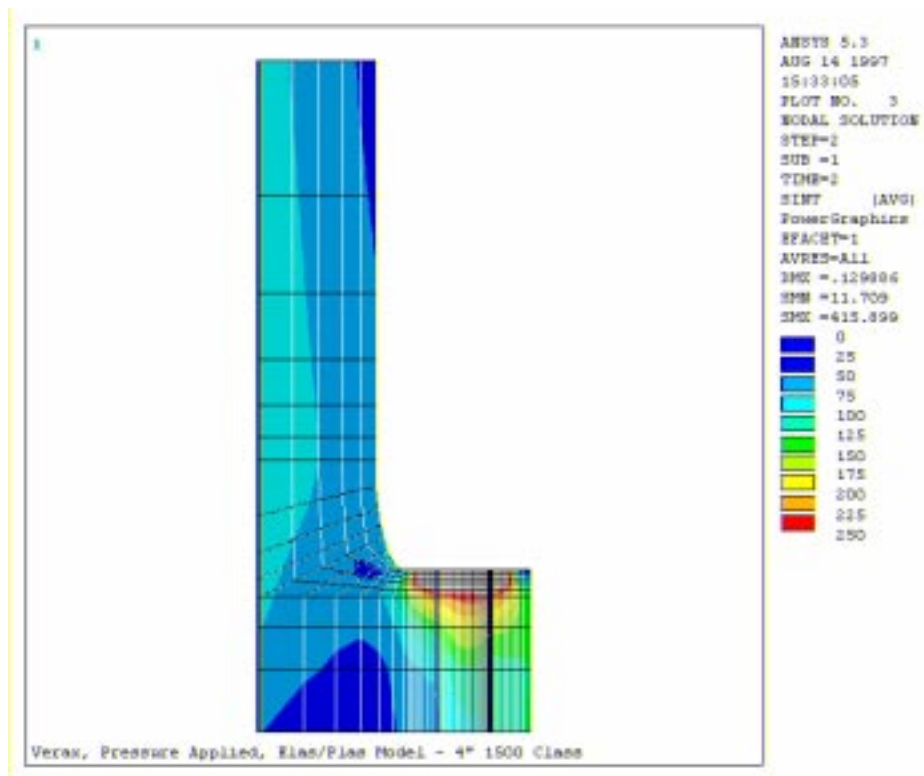 1
ANSYS 5.3
AUG 14 1997
15:33:05
PLOT NO. 3
NODAL SOLUTION
STEP=2
SUB =1
TIME=2
SINT (AVG)
PowerGraphics
EFACET=1
AVRES=All
DMX =.129886
SMN =11.709
SMX =415.899
0
25
50
75
100
125
150
175
200
225
250
Verax, Pressure Applied, Elas/Plas Model - 4" 1500 Class